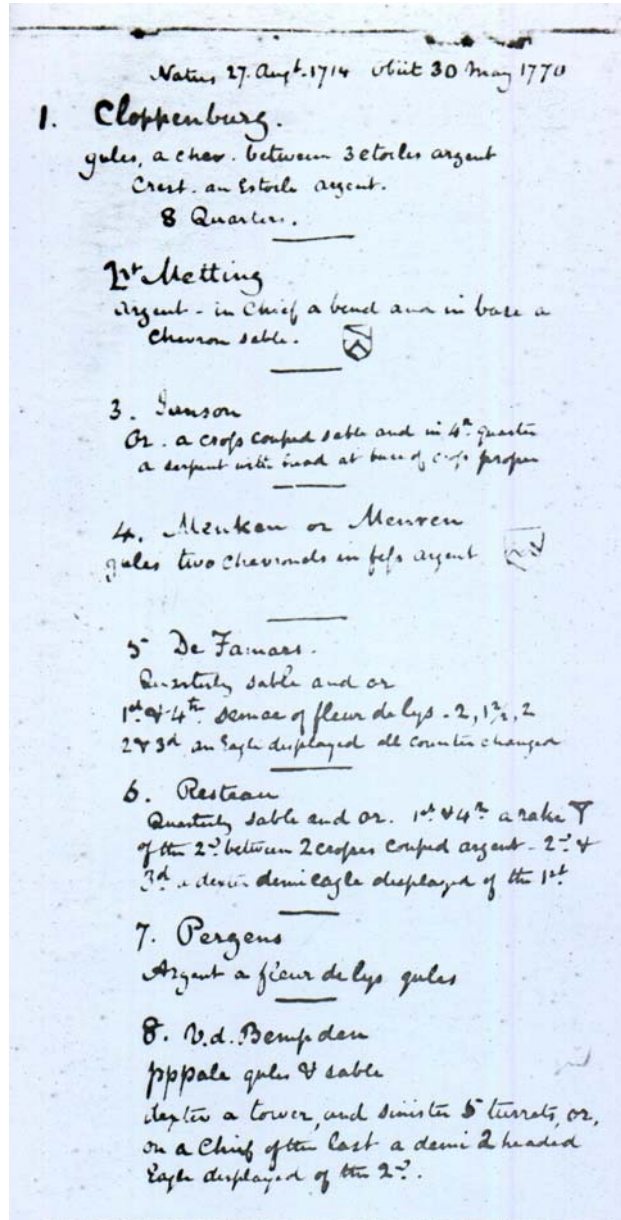 Natus 27. Augt. 1714 obiit 30 May 1770
1. Cloppenburg.
gules, a chev. between 3 etoiles argent
Crest. an Estoile argent.
8 Quarters.
Metting
Argent - in Chief a bend and in base a
Chevron sable.
3. Janson
Or. a cross couped sable and in 4th quarter
a serpent with head at base of cross proper
4. Menken or Menren
gules two chevronds in fess argent
5 De Famars.
Quarterly sable and or
1st & 4th semae of fleur de lys - 2, 1 2/2, 2
2 & 3d an Eagle displayed all counter changed
6. Resteau
Quarterly sable and or. 1st & 4th a rake
of the 2d between 2 crosses couped argent - 2d &
3d a dexter demi eagle displayed of the 1st
7. Pergens
Argent a fleur de lys gules
8. V. d. Bempden
pppale gules & sable
dexter a tower, and sinister 5 turrets, or,
on a Chief of the last a demi 2 headed
Eagle displayed of the 2d.